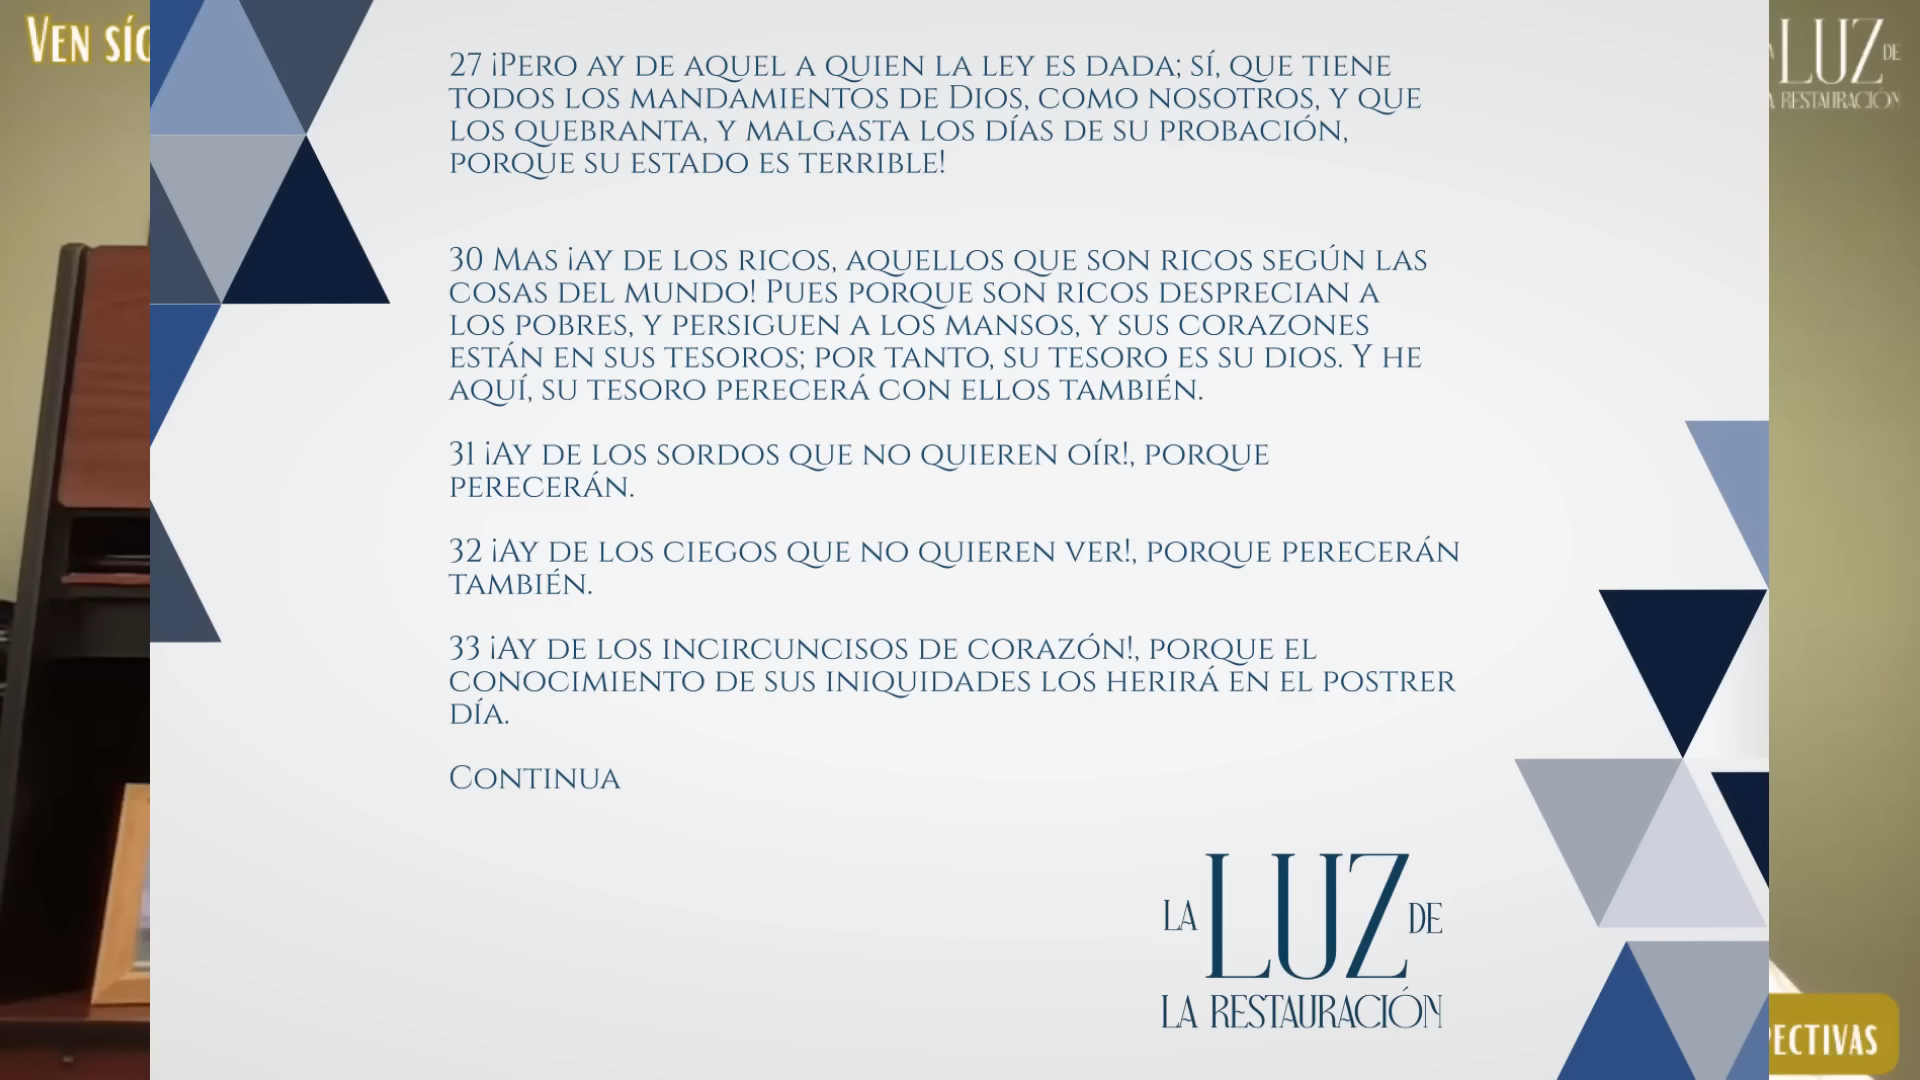 VEN SÍG
27 ¡PERO AY DE AQUEL A QUIEN LA LEY ES DADA; SÍ, QUE TIENE
TODOS LOS MANDAMIENTOS DE DIOS, COMO NOSOTROS, Y QUE
LOS QUEBRANTA, Y MALGASTA LOS DÍAS DE SU PROBACIÓN,
PORQUE SU ESTADO ES TERRIBLE!
30 MAS ¡AY DE LOS RICOS, AQUELLOS QUE SON RICOS SEGÚN LAS
COSAS DEL MUNDO! PUES PORQUE SON RICOS DESPRECIAN A
LOS POBRES, Y PERSIGUEN A LOS MANSOS, Y SUS CORAZONES
ESTÁN EN SUS TESOROS; POR TANTO, SU TESORO ES SU DIOS. Y HE
AQUÍ, SU TESORO PERECERÁ CON ELLOS TAMBIÉN.
31 ¡AY DE LOS SORDOS QUE NO QUIEREN OÍR!, PORQUE
PERECERÁN.
32 ¡AY DE LOS CIEGOS QUE NO QUIEREN VER!, PORQUE PERECERÁN
TAMBIÉN.
33 ¡AY DE LOS INCIRCUNCISOS DE CORAZÓN!, PORQUE EL
CONOCIMIENTO DE SUS INIQUIDADES LOS HERIRÁ EN EL POSTRER
DÍA.
CONTINUA
LA LUZ DE
LA RESTAURACIÓN
LUZ DE
A RESTAURACIÓN
PECTIVAS